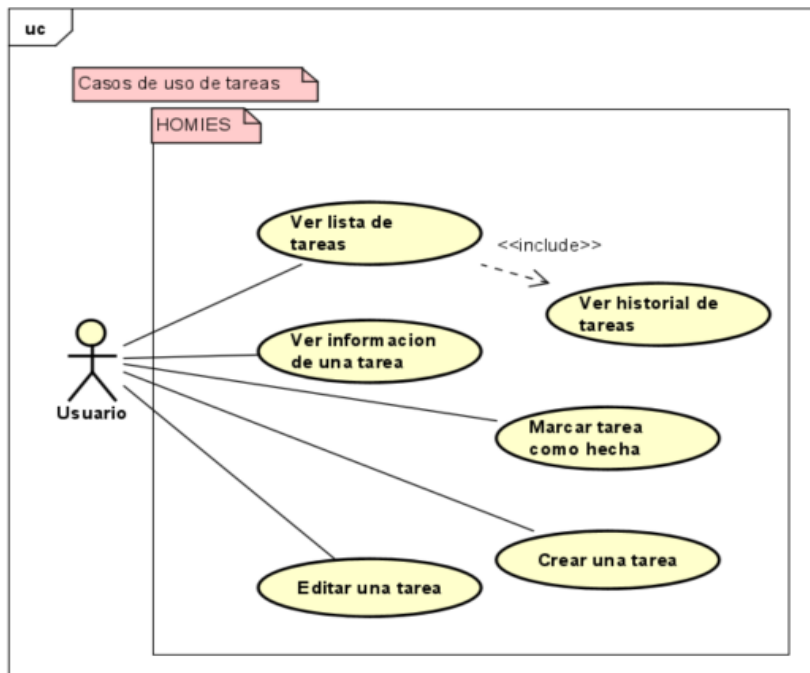 uc
Casos de uso de tareas
HOMIES
Ver lista de
tareas
<<include>>
Ver historial de
tareas
Ver informacion
de una tarea
Usuario
Marcar tarea
como hecha
Crear una tarea
Editar una tarea